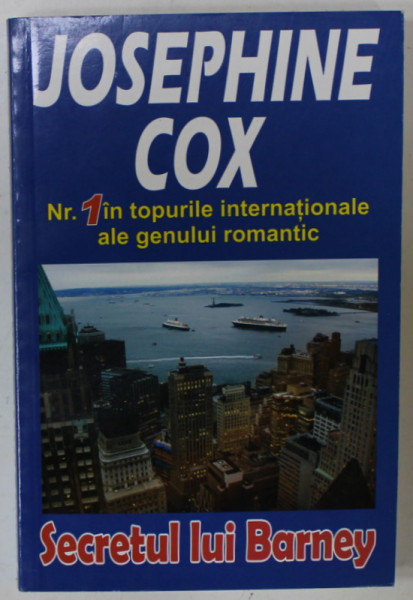 JOSEPHINE
COX
Nr. 1 în topurile internaționale
ale genului romantic
Secretul lui Barney